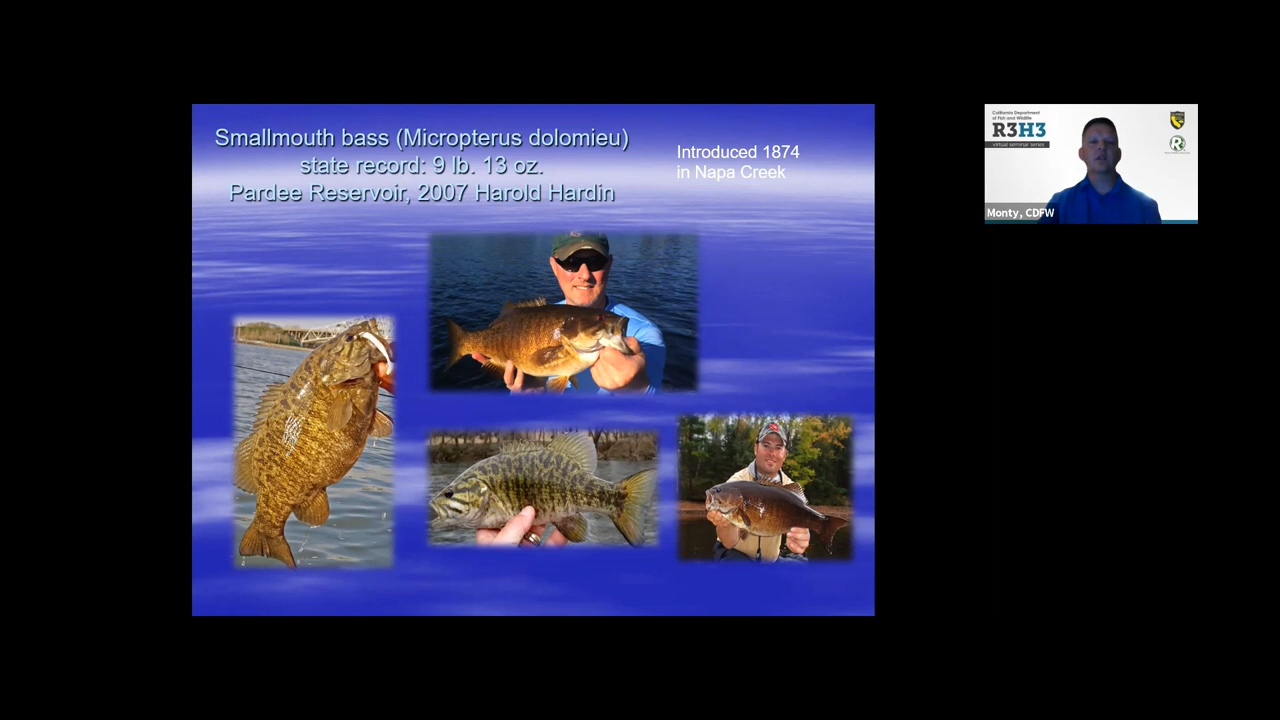 Smallmouth bass (Micropterus dolomieu)
state record: 9 lb. 13 oz.
Pardee Reservoir, 2007 Harold Hardin
Introduced 1874
in Napa Creek
California Department
of Fish and Wildlife
R3H3
virtual seminar series
Monty, CDFW